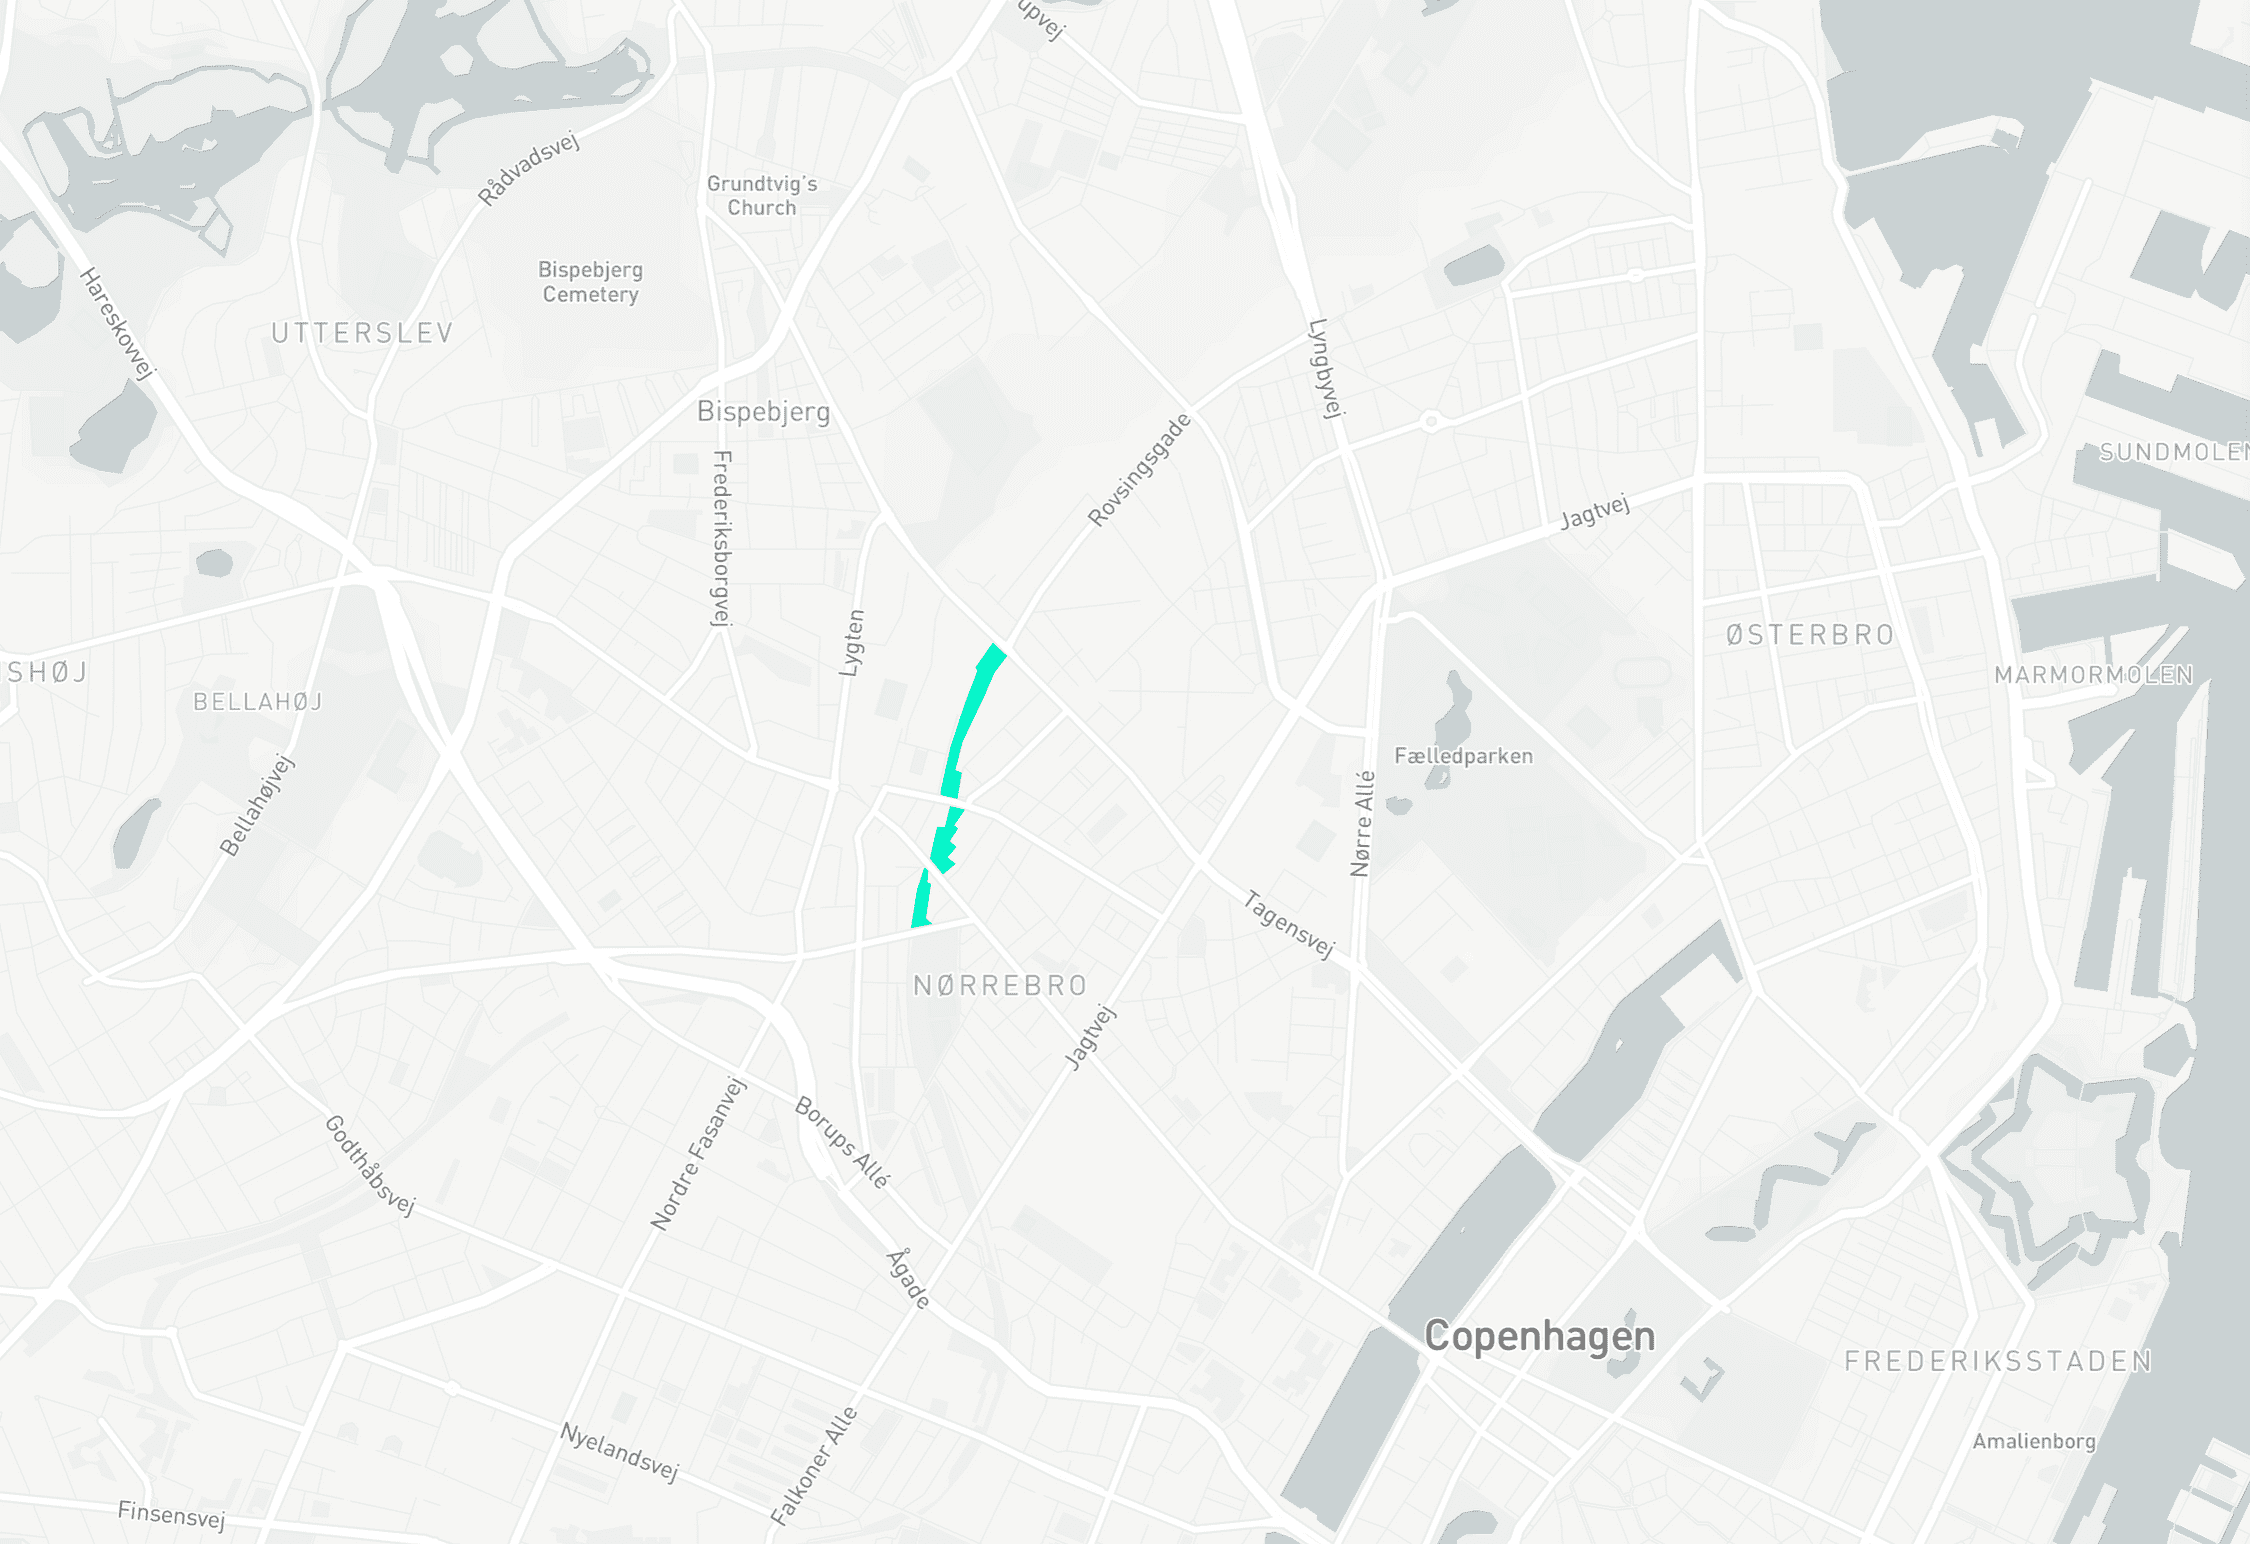 upvej
Rådvadsvej
Grundtvig's
Church
Bispebjerg
Cemetery
Hareskovvej
UTTERSLEV
Lyngbyvej
Bispebjerg
Rovsingsgade
SUNDMOLEN
Frederiksborgvej
Jagtvej
Lygten
ØSTERBRO
SHØJ
BELLAHØJ
MARMORMOLEN
Fælledparken
Bellahøjvej
Nørre Allé
Tagensvej
NØRREBRO
Jagtvej
Nordre Fasanvej
Borups Allé
Godthåbsvej
Ågade
Copenhagen
FREDERIKSSTADEN
Nyelandsvej
Falkoner Alle
Amalienborg
Finsensvej